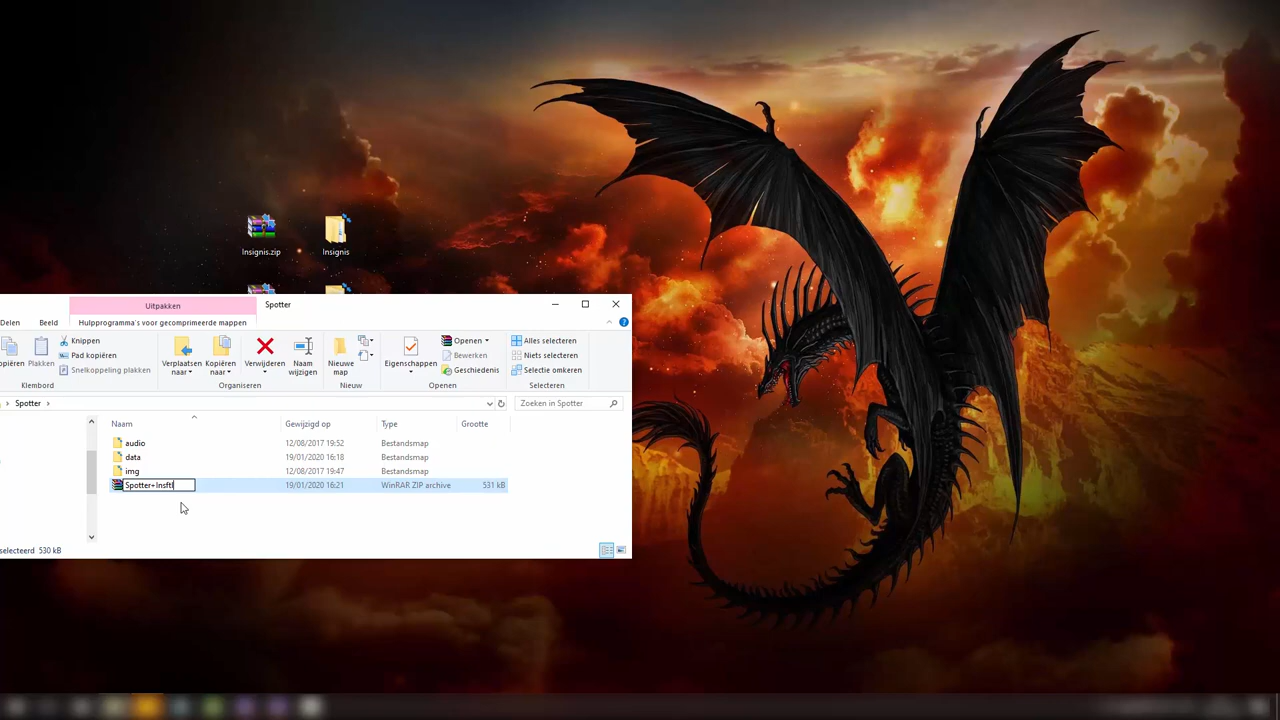 Insignis.zip
Insignis
Uitpakken
Spotter
Delen
Beeld
Hulpprogramma's voor gecomprimeerde mappen
Plakken
Knippen
Pad kopiëren
Snelkoppeling plakken
Klembord
Verplaatsen naar
Kopiëren naar
Verwijderen
Naam wijzigen
Organiseren
Nieuwe map
Nieuw
Eigenschappen
Openen
Bewerken
Geschiedenis
Openen
Alles selecteren
Niets selecteren
Selectie omkeren
Selecteren
Spotter
Zoeken in Spotter
Naam Gewijzigd op Type Grootte
audio 12/08/2017 19:52 Bestandsmap
data 19/01/2020 16:18 Bestandsmap
img 12/08/2017 19:47 Bestandsmap
Spotter+Insftl 19/01/2020 16:21 WinRAR ZIP archive 531 kB
selecteerd 530 kB